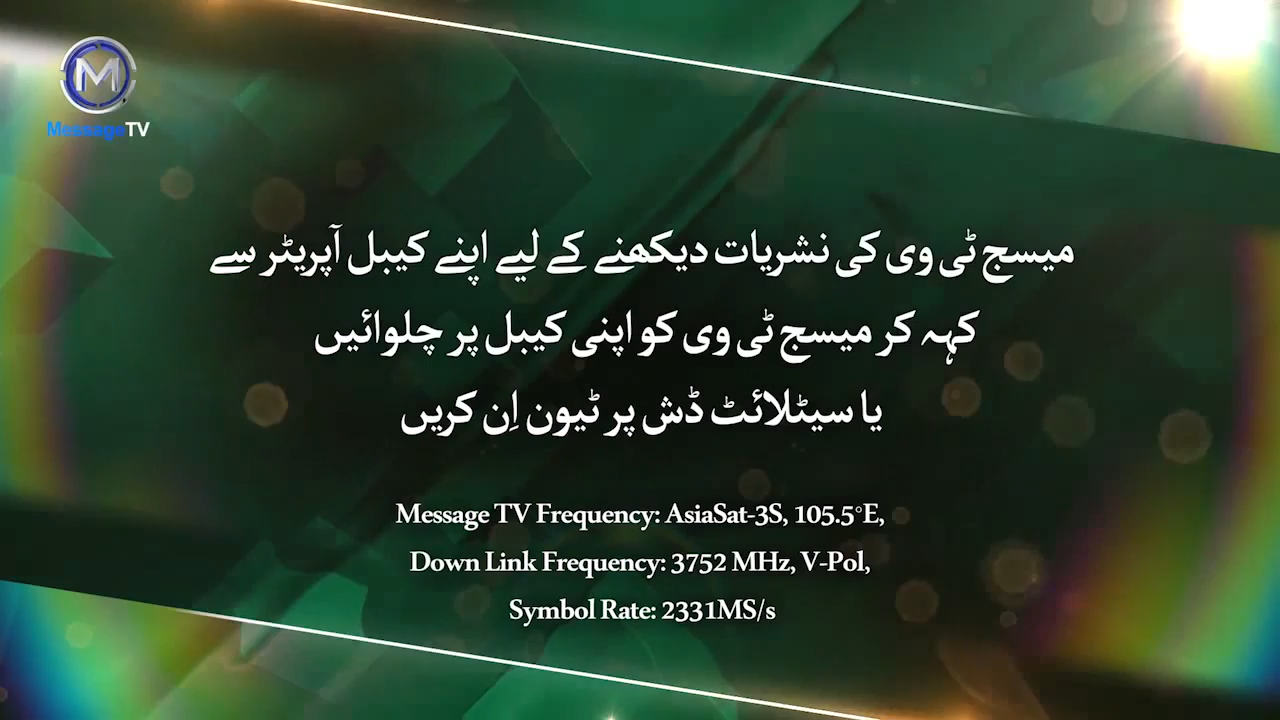 MessageTV
میسج ٹی وی کی نشریات دیکھنے کے لیے اپنے کیبل آپریٹر سے
کہہ کر میسج ٹی وی کو اپنی کیبل پر چلوائیں
یا سیٹلائٹ ڈش پر ٹیون اِن کریں
Message TV Frequency: AsiaSat-3S, 105.5°E,
Down Link Frequency: 3752 MHz, V-Pol,
Symbol Rate: 2331MS/s